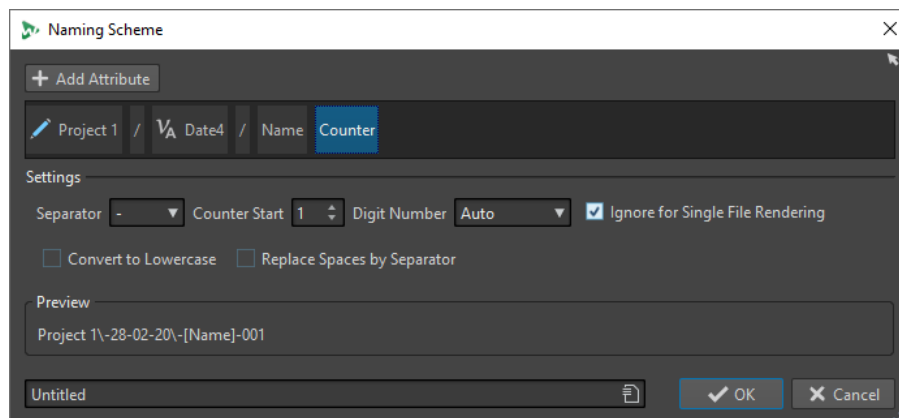 Naming Scheme
Add Attribute
Project 1 / VA Date4 / Name Counter
Settings
Separator - Counter Start 1 Digit Number Auto Ignore for Single File Rendering
Convert to Lowercase Replace Spaces by Separator
Preview
Project 1\-28-02-20\-[Name]-001
Untitled OK Cancel